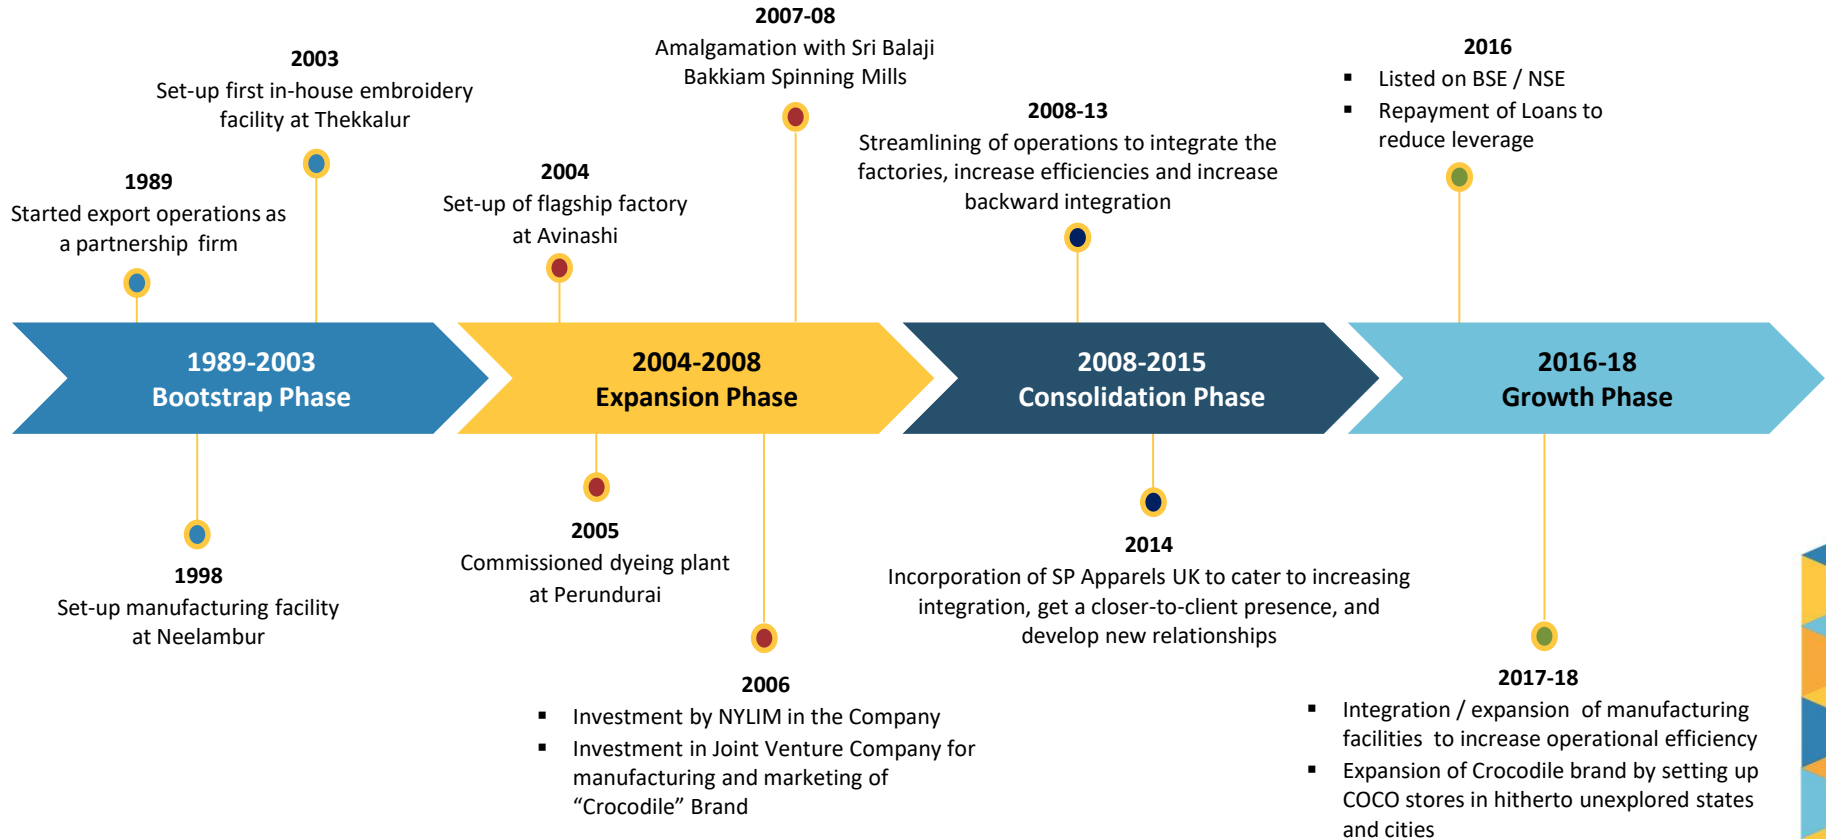 1989
Started export operations as
a partnership firm
2003
Set-up first in-house embroidery
facility at Thekkalur
2004
Set-up of flagship factory
at Avinashi
2007-08
Amalgamation with Sri Balaji
Bakkiam Spinning Mills
2008-13
Streamlining of operations to integrate the
factories, increase efficiencies and increase
backward integration
2016
▪ Listed on BSE / NSE
▪ Repayment of Loans to
reduce leverage
1989-2003
Bootstrap Phase
2004-2008
Expansion Phase
2008-2015
Consolidation Phase
2016-18
Growth Phase
1998
Set-up manufacturing facility
at Neelambur
2005
Commissioned dyeing plant
at Perundurai
2006
▪ Investment by NYLIM in the Company
▪ Investment in Joint Venture Company for
manufacturing and marketing of
“Crocodile” Brand
2014
Incorporation of SP Apparels UK to cater to increasing
integration, get a closer-to-client presence, and
develop new relationships
2017-18
▪ Integration / expansion of manufacturing
facilities to increase operational efficiency
▪ Expansion of Crocodile brand by setting up
COCO stores in hitherto unexplored states
and cities